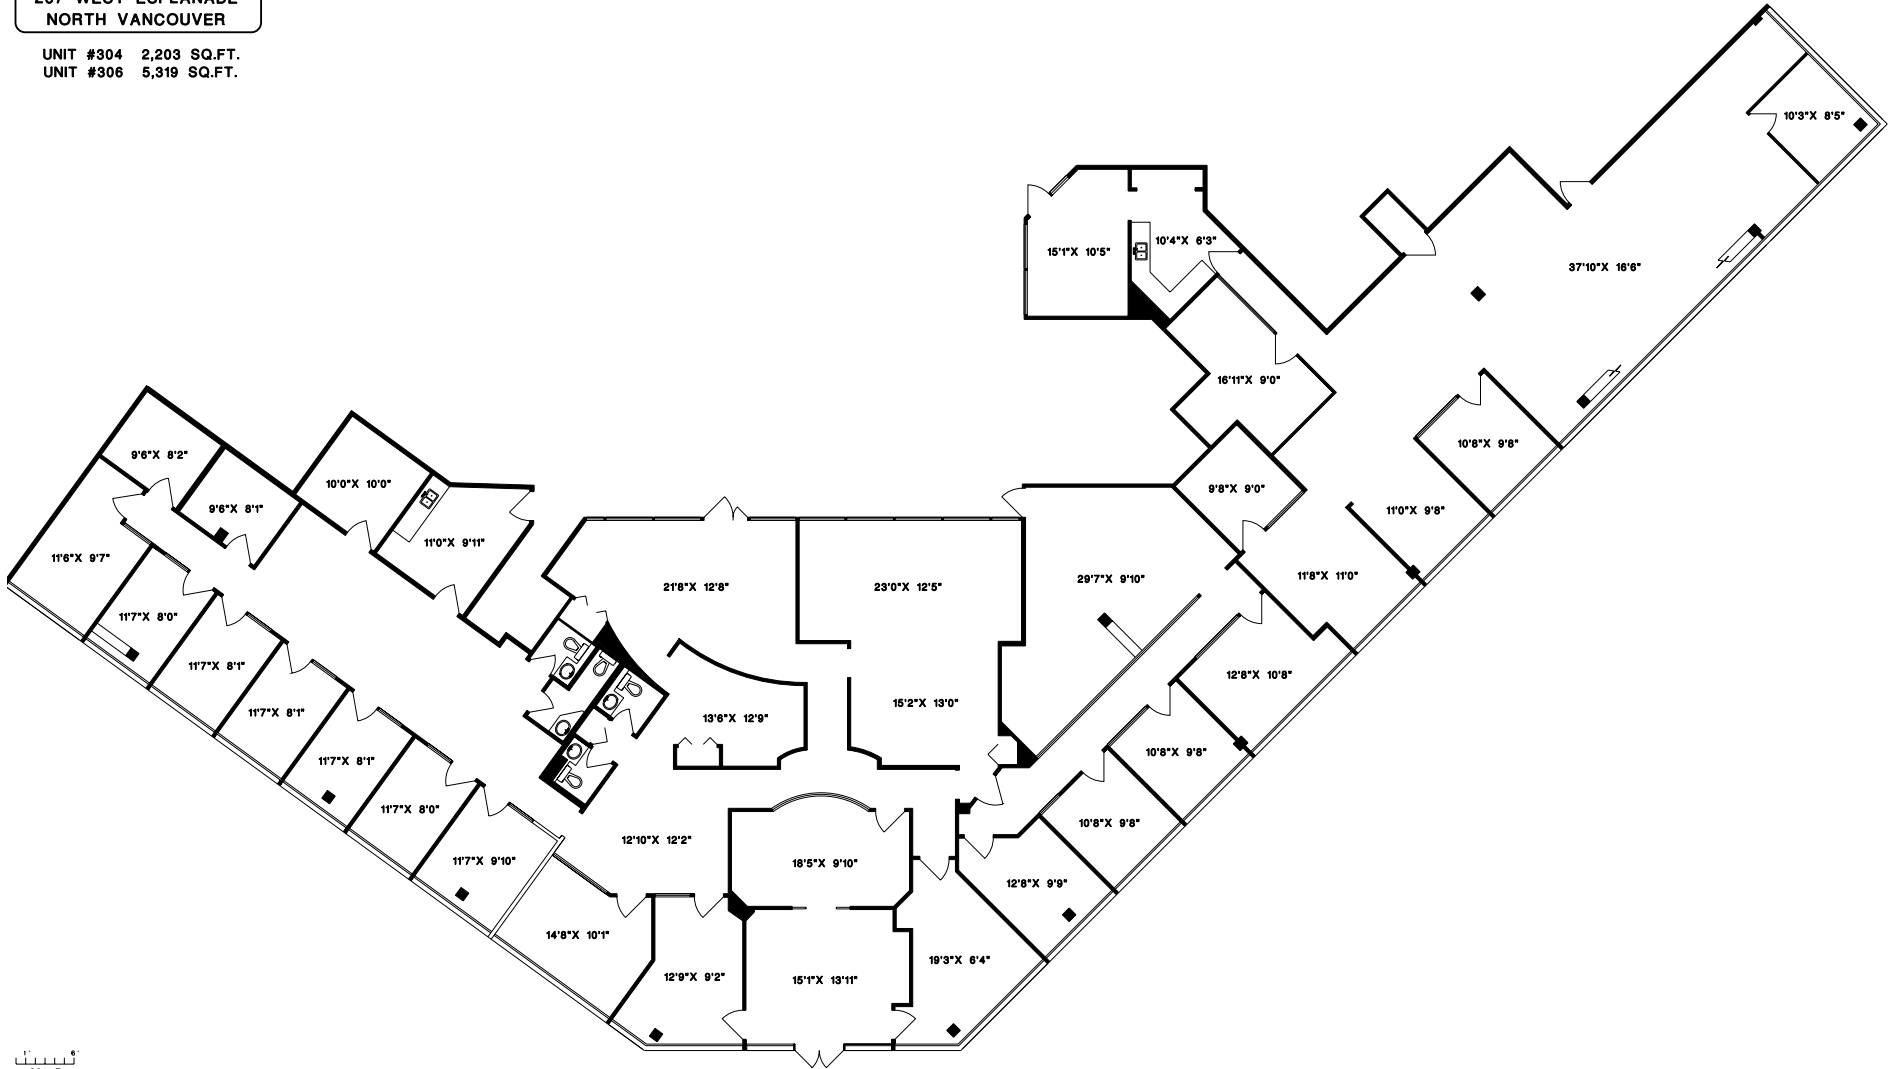 NORTH VANCOUVER
UNIT #304 2,203 SQ.FT.
UNIT #306 5,319 SQ.FT.
10'3"X 8'5"
15'1"X 10'5"
10'4"X 6'3"
37'10"X 16'6"
16'11"X 9'0"
10'8"X 9'8"
9'6"X 8'2"
10'0"X 10'0"
9'8"X 9'0"
9'6"X 8'1"
11'0"X 9'8"
11'0"X 9'11"
11'6"X 9'7"
11'8"X 11'0"
29'7"X 9'10"
21'8"X 12'8"
23'0"X 12'5"
11'7"X 8'0"
11'7"X 8'1"
12'8"X 10'8"
15'2"X 13'0"
11'7"X 8'1"
13'6"X 12'9"
10'8"X 9'8"
11'7"X 8'1"
11'7"X 8'0"
10'8"X 9'8"
12'10"X 12'2"
11'7"X 9'10"
18'5"X 9'10"
12'8"X 9'9"
14'8"X 10'1"
19'3"X 6'4"
12'9"X 9'2"
15'1"X 13'11"
1' 6'